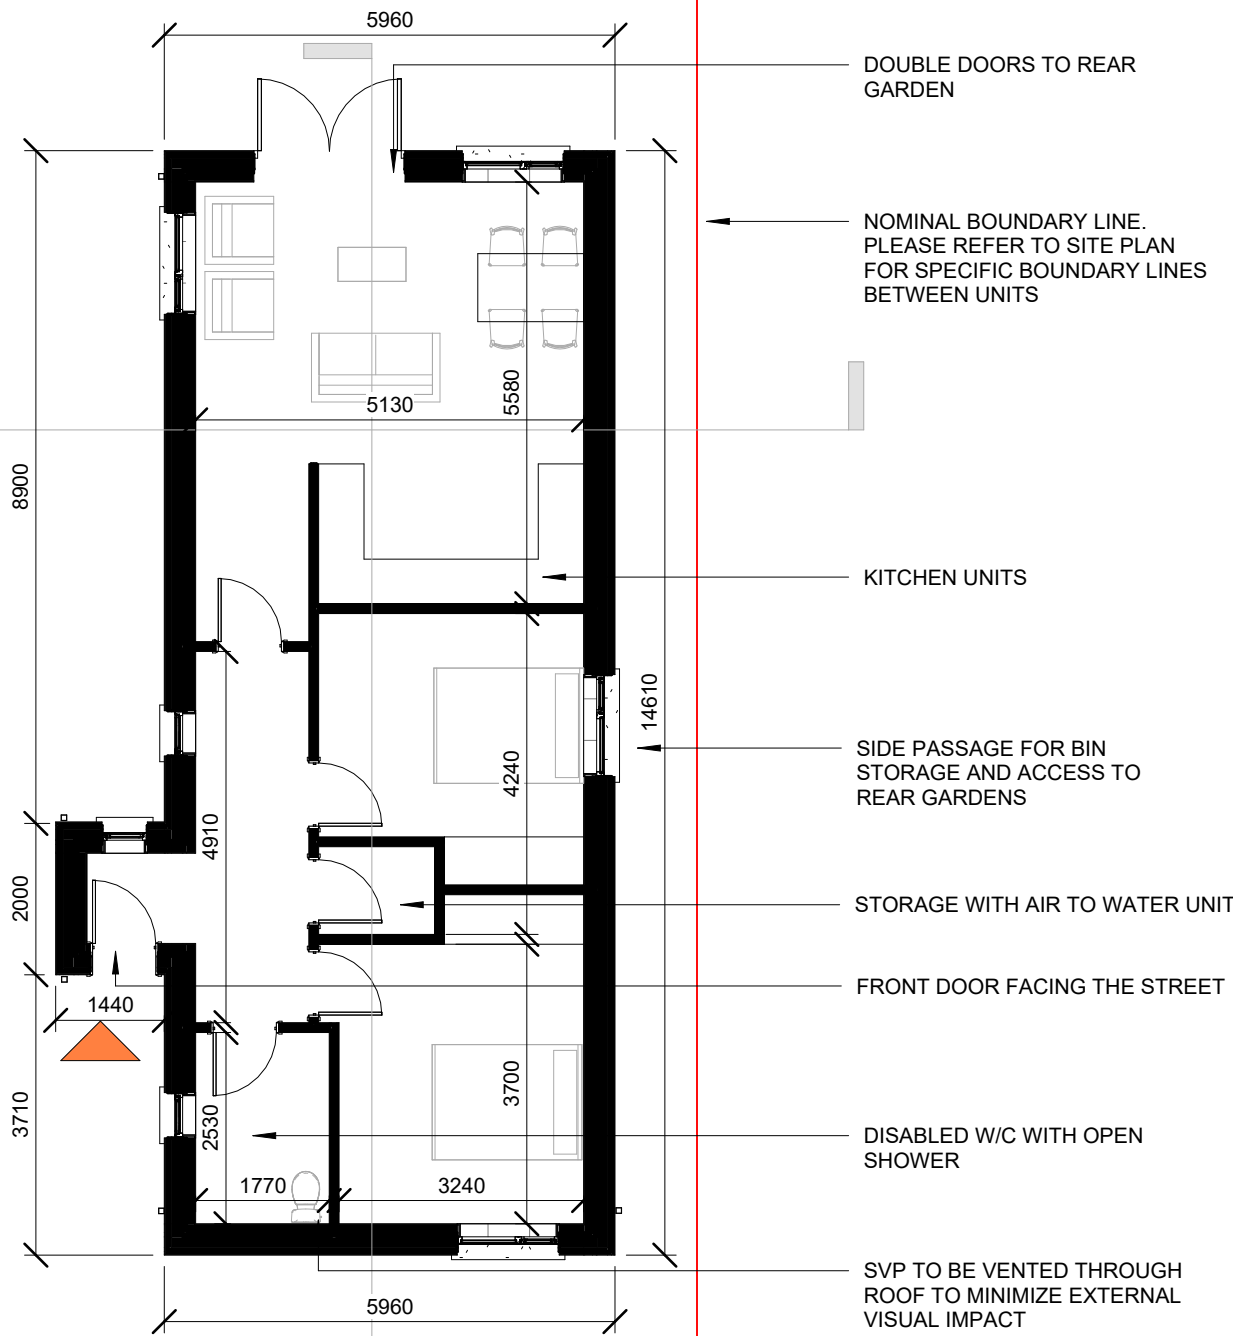 5960
DOUBLE DOORS TO REAR
GARDEN
NOMINAL BOUNDARY LINE.
PLEASE REFER TO SITE PLAN
FOR SPECIFIC BOUNDARY LINES
BETWEEN UNITS
5580
5130
8900
KITCHEN UNITS
14610
SIDE PASSAGE FOR BIN
STORAGE AND ACCESS TO
REAR GARDENS
4240
4910
2000
STORAGE WITH AIR TO WATER UNIT
FRONT DOOR FACING THE STREET
1440
3700
3710
2530
DISABLED W/C WITH OPEN
SHOWER
1770
3240
SVP TO BE VENTED THROUGH
ROOF TO MINIMIZE EXTERNAL
VISUAL IMPACT
5960